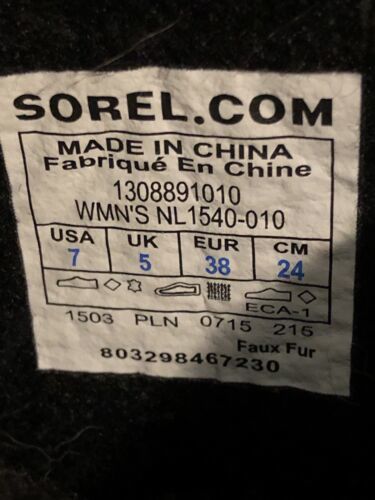 SOREL.COM
MADE IN CHINA
Fabriqué En Chine
1308891010
WMN'S NL1540-010
USA UK EUR CM
7 5 38 24
ECA-1
1503 PLN 0715 216
Faux Fur
803298467230